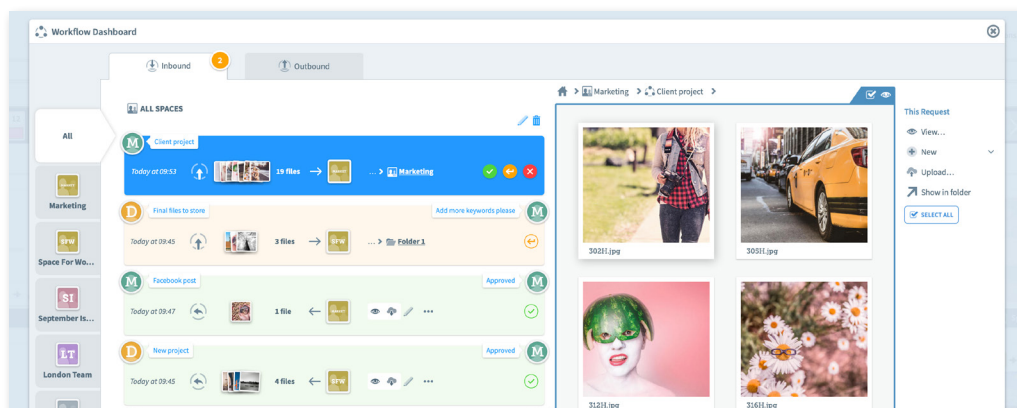 Workflow Dashboard
Inbound
2
Outbound
Marketing
Client project
ALL SPACES
This Request
All
M
Client project
View...
New
Today at 09:53
19 files
... > Marketing
Upload...
Show in folder
Marketing
D
Final files to store
Add more keywords please
M
SELECT ALL
SFW
Today at 09:45
3 files
SFW
... > Folder 1
302H.jpg
305H.jpg
Space For Wo...
M
Facebook post
Approved
M
SI
Today at 09:47
1 file
...
September Is...
D
New project
Approved
M
LT
Today at 09:45
4 files
SFW
...
London Team
312H.jpg
316H.jpg